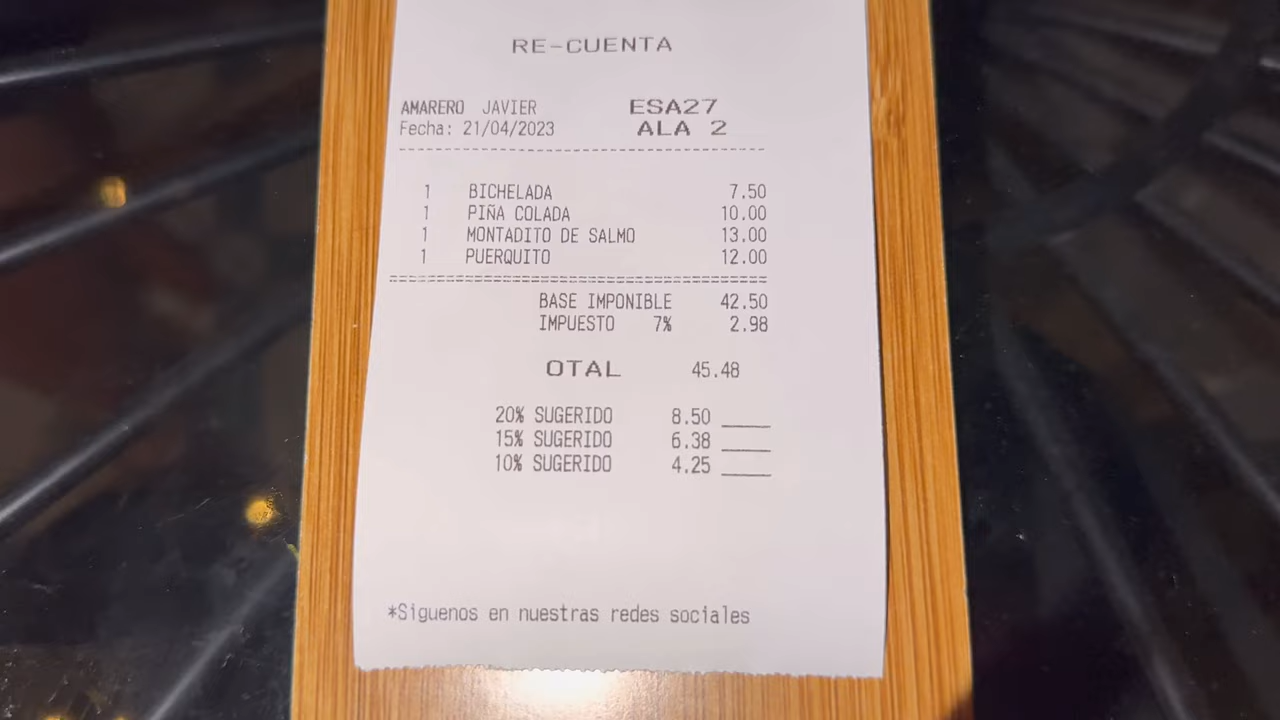 RE-CUENTA
AMARERO JAVIER ESA27
Fecha: 21/04/2023 ALA 2
1 BICHELADA 7.50
1 PIÑA COLADA 10.00
1 MONTADITO DE SALMO 13.00
1 PUERQUITO 12.00
BASE IMPONIBLE 42.50
IMPUESTO 7% 2.98
OTAL 45.48
20% SUGERIDO 8.50 _____
15% SUGERIDO 6.38 _____
10% SUGERIDO 4.25 _____
*Siguenos en nuestras redes sociales